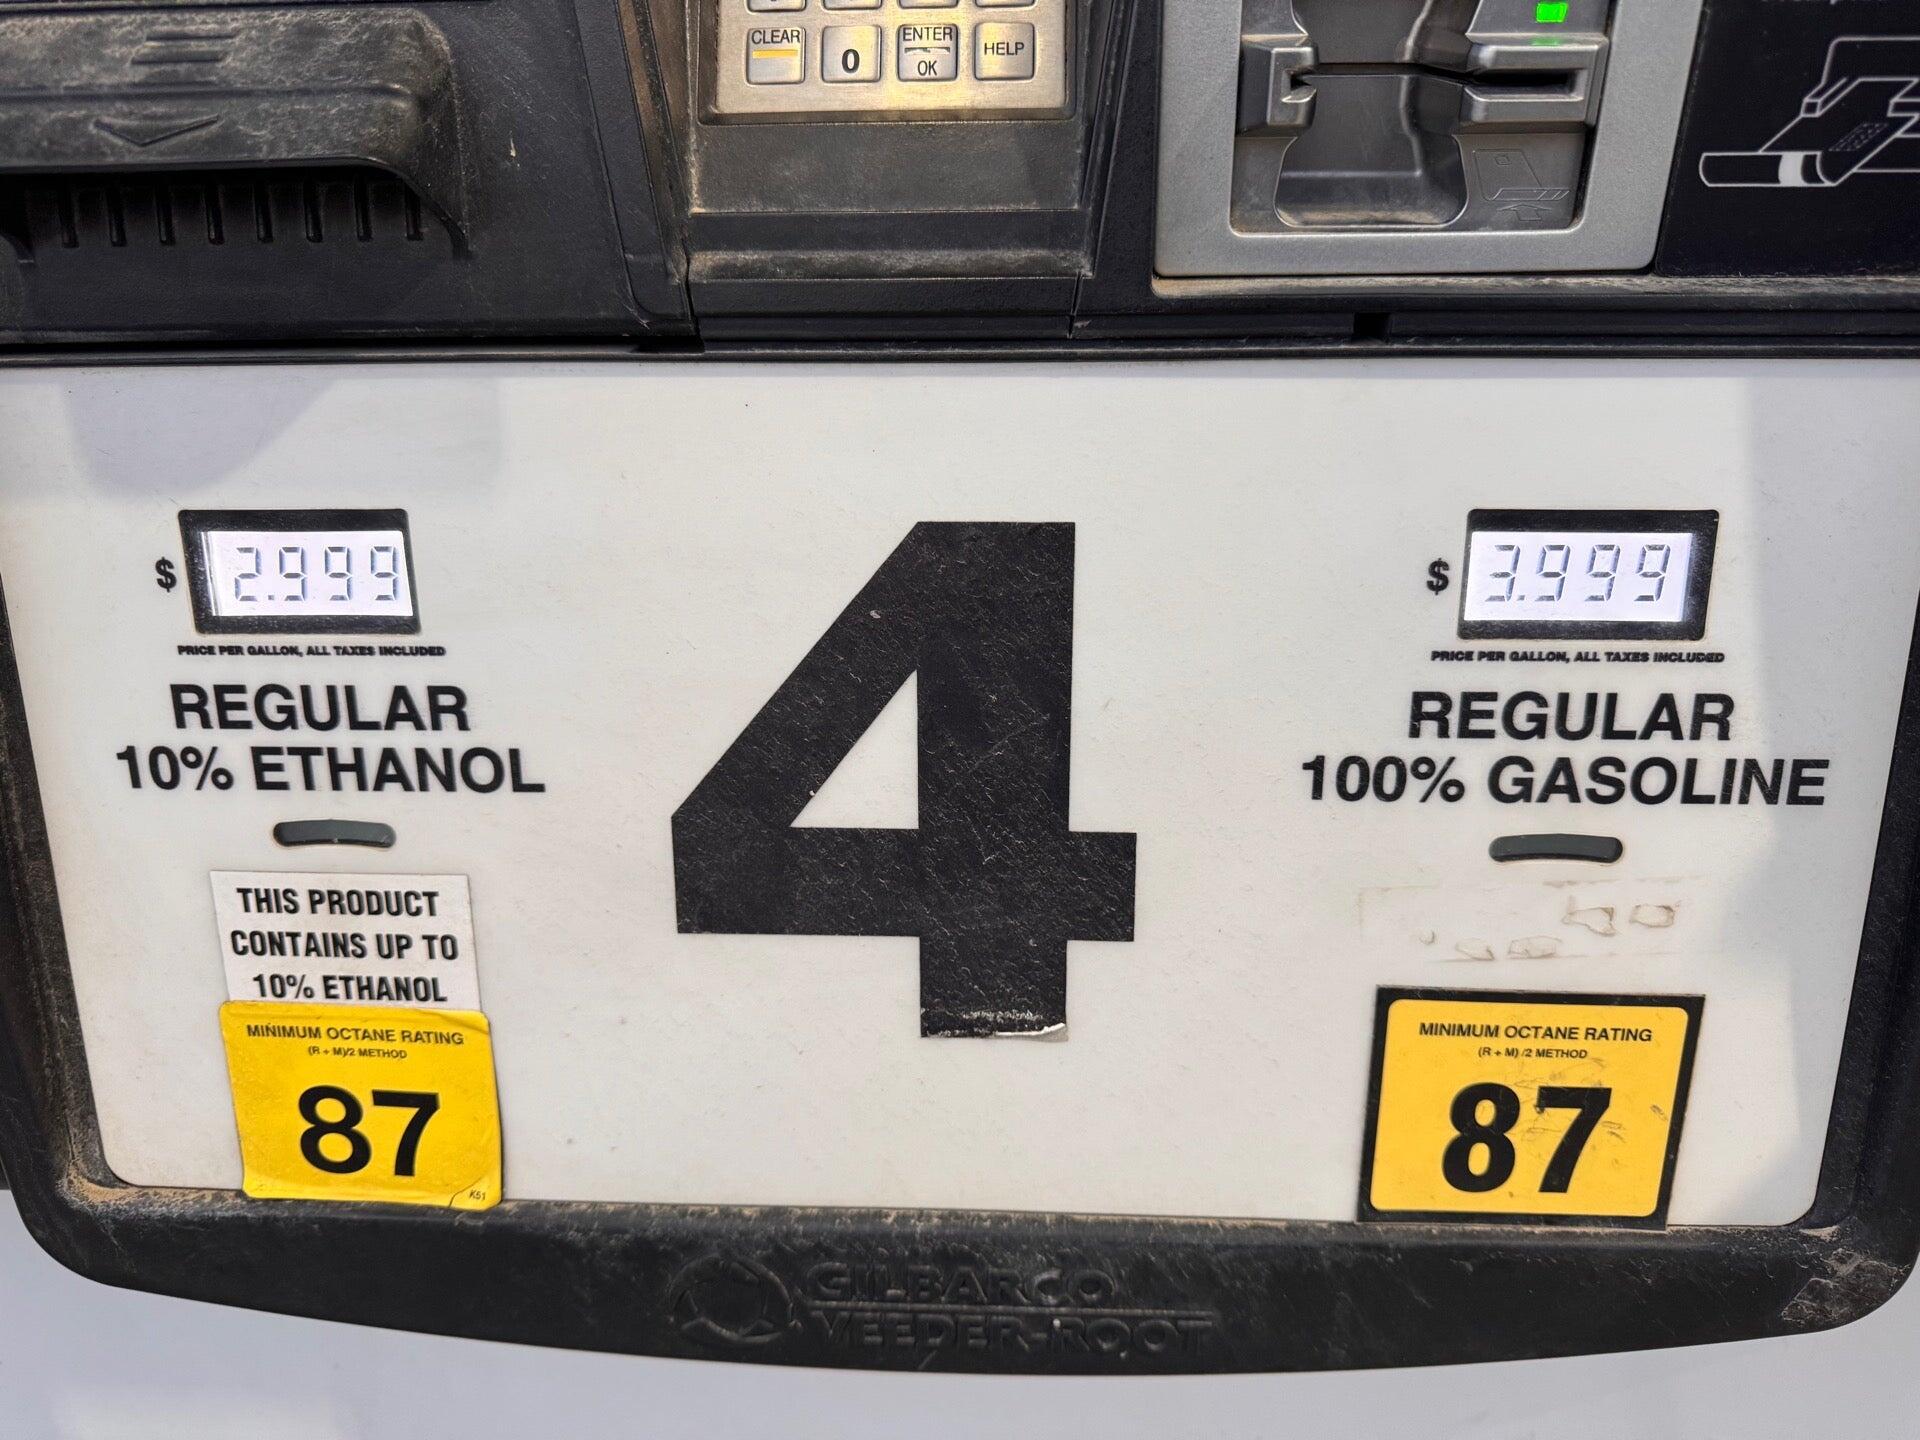 CLEAR
0
ENTER
OK
HELP
$ 2.999
PRICE PER GALLON, ALL TAXES INCLUDED
REGULAR
10% ETHANOL
THIS PRODUCT
CONTAINS UP TO
10% ETHANOL
MINIMUM OCTANE RATING
(R + M)/2 METHOD
87
K51
4
$ 3.999
PRICE PER GALLON, ALL TAXES INCLUDED
REGULAR
100% GASOLINE
MINIMUM OCTANE RATING
(R + M) /2 METHOD
87
GILBARCO
VEEDER-ROOT